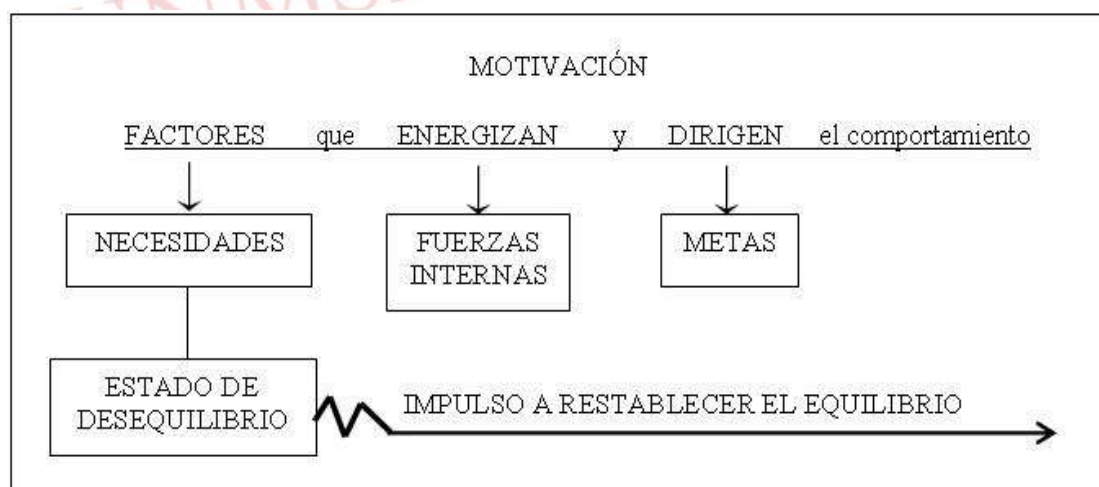 MOTIVACIÓN
FACTORES que ENERGIZAN y DIRIGEN el comportamiento
NECESIDADES
FUERZAS
INTERNAS
METAS
ESTADO DE
DESEQUILIBRIO
IMPULSO A RESTABLECER EL EQUILIBRIO